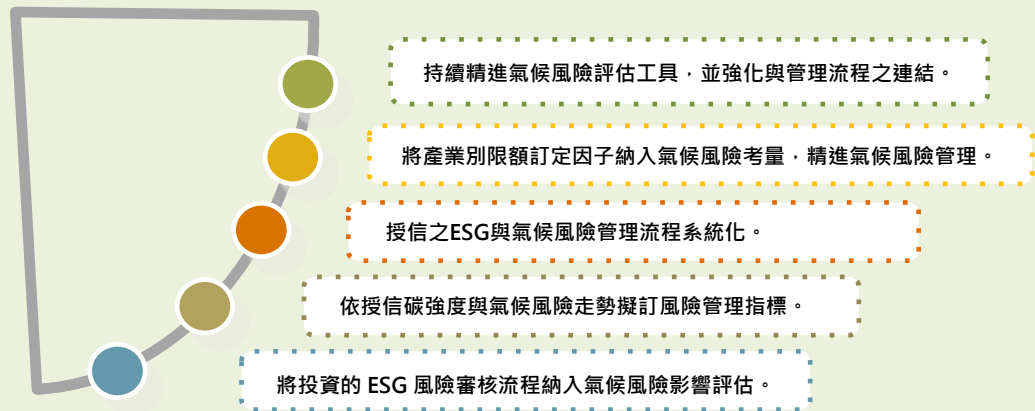 持續精進氣候風險評估工具，並強化與管理流程之連結。
將產業別限額訂定因子納入氣候風險考量，精進氣候風險管理。
授信之ESG與氣候風險管理流程系統化。
依授信碳強度與氣候風險走勢擬訂風險管理指標。
將投資的 ESG 風險審核流程納入氣候風險影響評估。